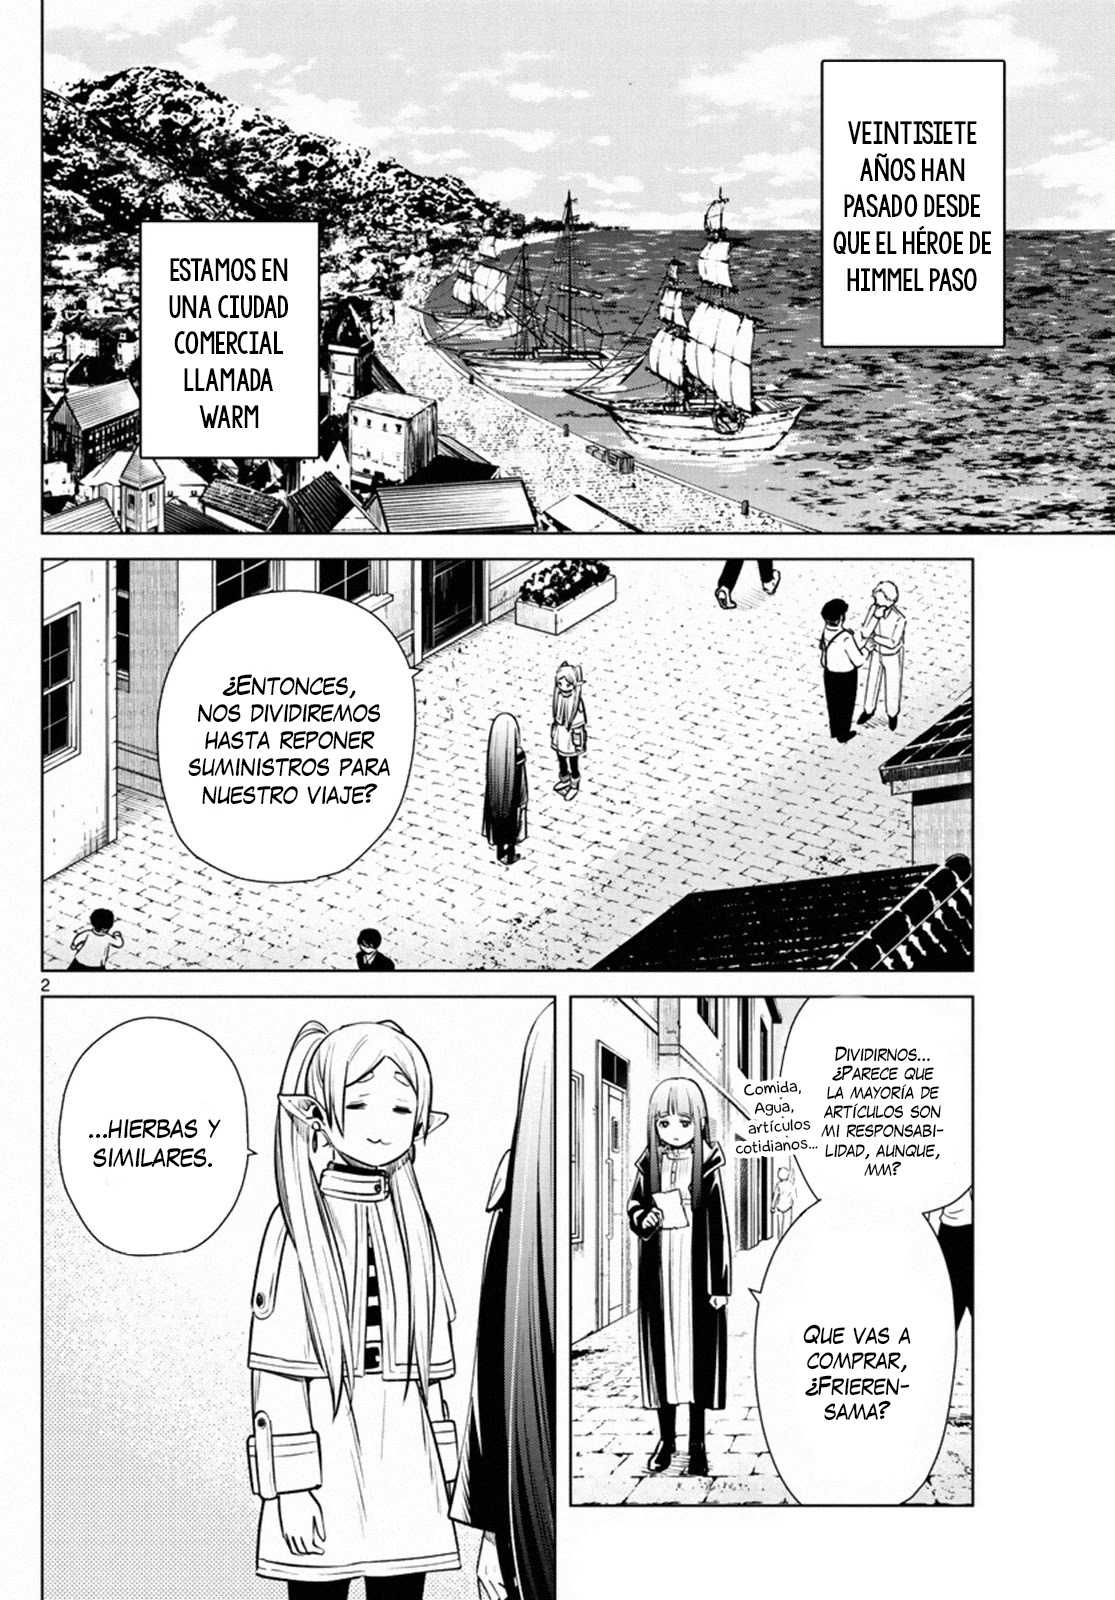 VEINTISIETE
AÑOS HAN
PASADO DESDE
QUE EL HÉROE DE
HIMMEL PASO
ESTAMOS EN
UNA CIUDAD
COMERCIAL
LLAMADA
WARM
¿ENTONCES,
NOS DIVIDIREMOS
HASTA REPONER
SUMINISTROS PARA
NUESTRO VIAJE?
2
DIVIDIRNOS...
¿PARECE QUE
LA MAYORÍA DE
ARTÍCULOS SON
MI RESPONSABI-
LIDAD, AUNQUE,
MM?
Comida,
Agua,
artículos
cotidianos...
QUE VAS A
COMPRAR,
¿FRIEREN-
SAMA?
...HIERBAS Y
SIMILARES.